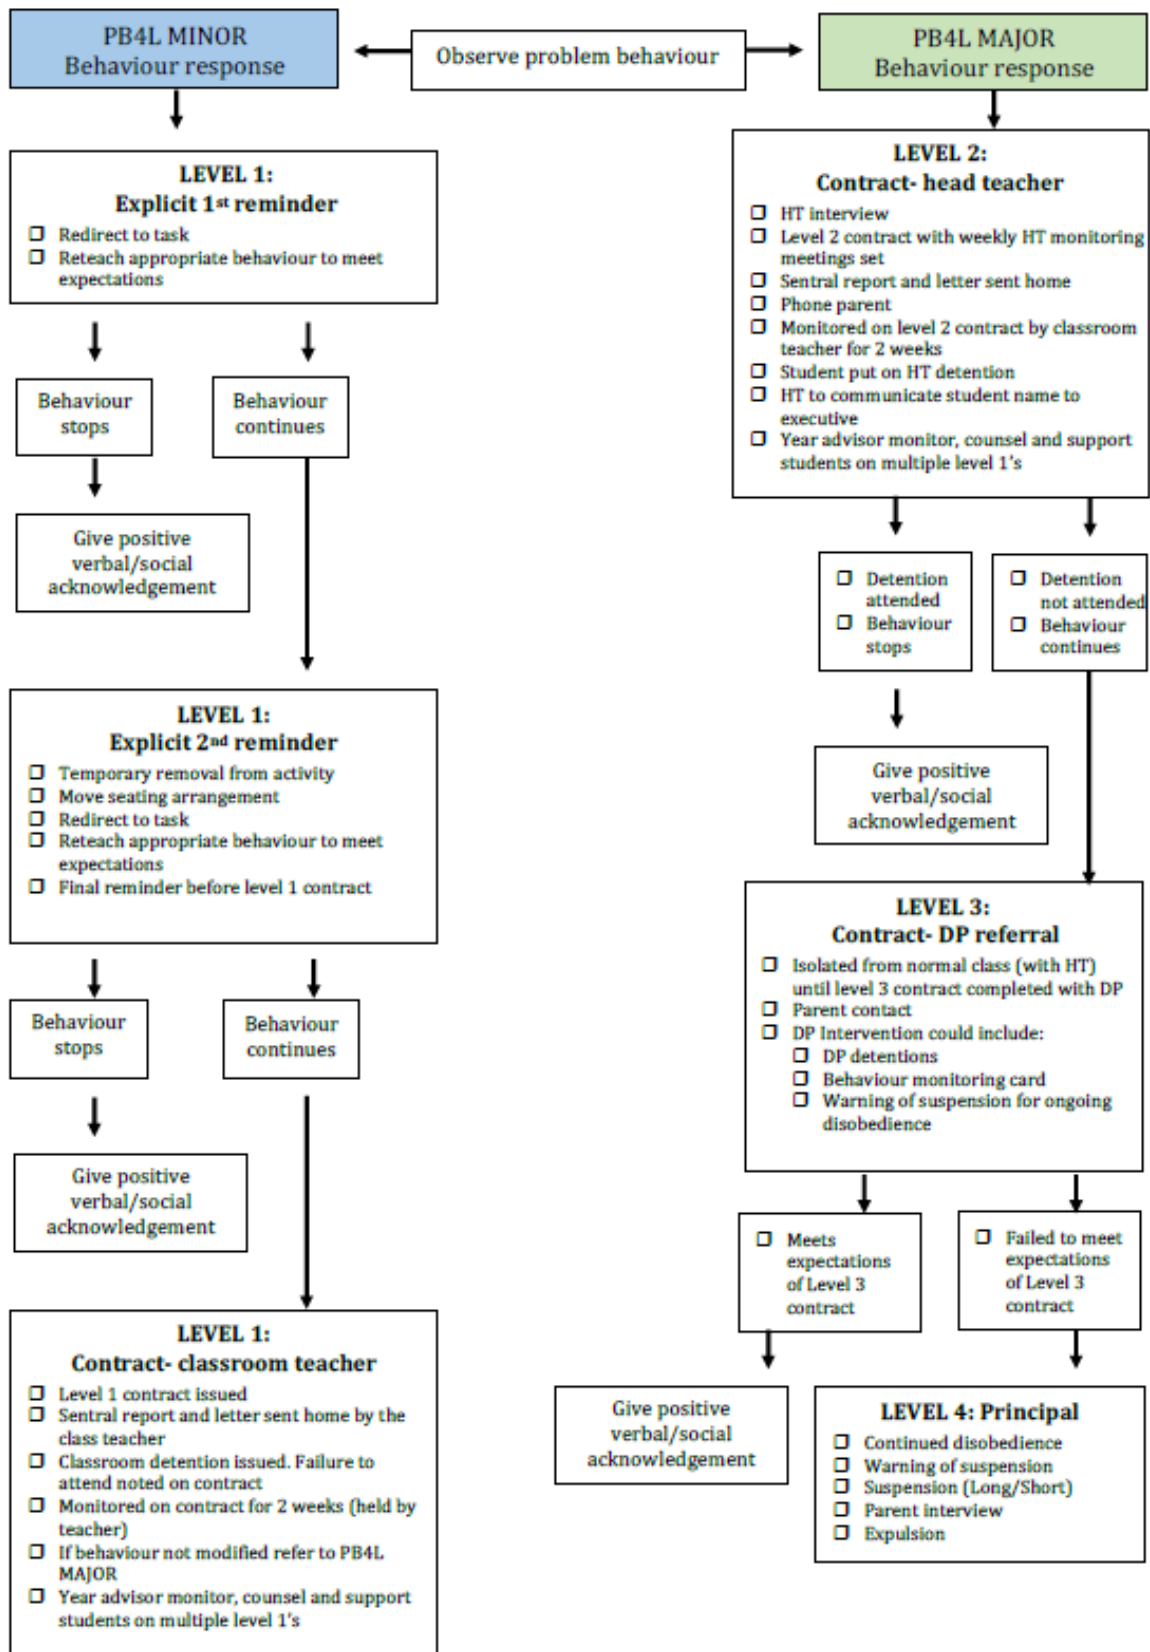 PB4L MINOR
Behaviour response
Observe problem behaviour
PB4L MAJOR
Behaviour response
LEVEL 1:
Explicit 1st reminder
Redirect to task
Reteach appropriate behaviour to meet
expectations
Behaviour
stops
Behaviour
continues
Give positive
verbal/social
acknowledgement
LEVEL 1:
Explicit 2nd reminder
Temporary removal from activity
Move seating arrangement
Redirect to task
Reteach appropriate behaviour to meet
expectations
Final reminder before level 1 contract
Behaviour
stops
Behaviour
continues
Give positive
verbal/social
acknowledgement
LEVEL 1:
Contract- classroom teacher
Level 1 contract issued
Sentral report and letter sent home by the
class teacher
Classroom detention issued. Failure to
attend noted on contract
Monitored on contract for 2 weeks (held by
teacher)
If behaviour not modified refer to PB4L
MAJOR
Year advisor monitor, counsel and support
students on multiple level 1's
LEVEL 2:
Contract- head teacher
HT interview
Level 2 contract with weekly HT monitoring
meetings set
Sentral report and letter sent home
Phone parent
Monitored on level 2 contract by classroom
teacher for 2 weeks
Student put on HT detention
HT to communicate student name to
executive
Year advisor monitor, counsel and support
students on multiple level 1's
Detention
attended
Behaviour
stops
Detention
not attended
Behaviour
continues
Give positive
verbal/social
acknowledgement
LEVEL 3:
Contract- DP referral
Isolated from normal class (with HT)
until level 3 contract completed with DP
Parent contact
DP Intervention could include:
DP detentions
Behaviour monitoring card
Warning of suspension for ongoing
disobedience
Meets
expectations
of Level 3
contract
Failed to meet
expectations
of Level 3
contract
Give positive
verbal/social
acknowledgement
LEVEL 4: Principal
Continued disobedience
Warning of suspension
Suspension (Long/Short)
Parent interview
Expulsion